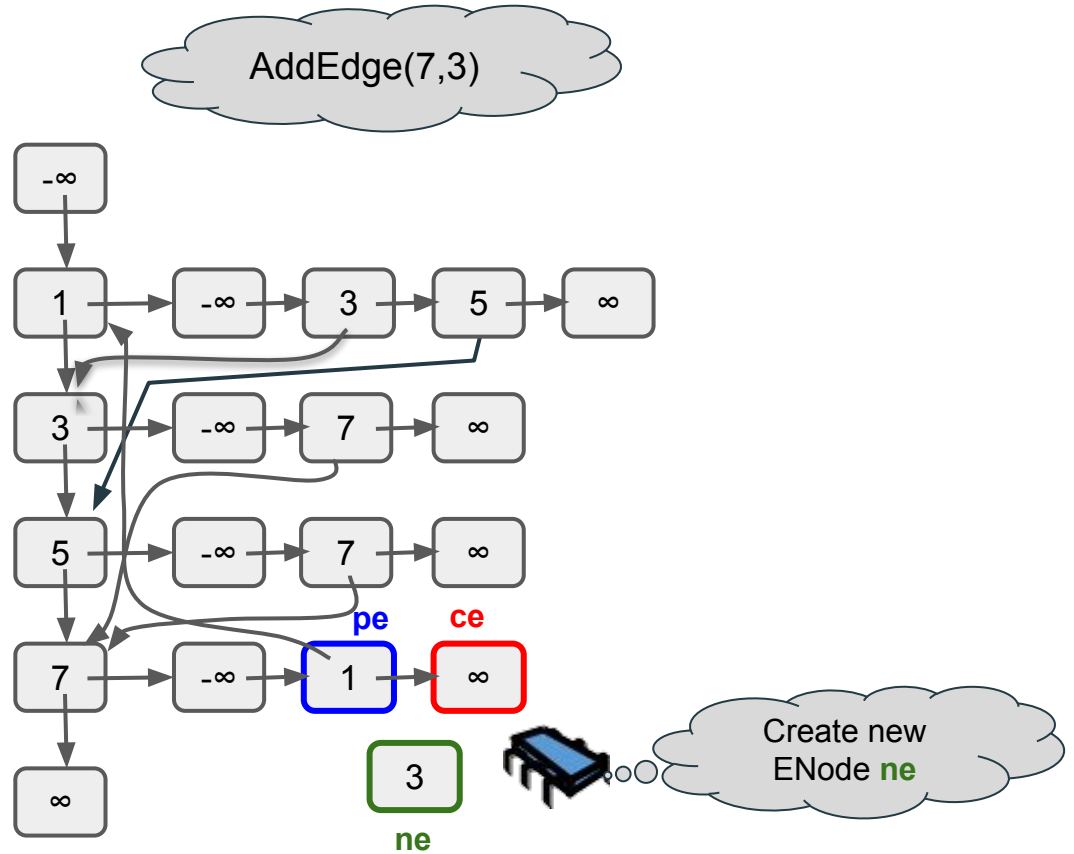 AddEdge(7,3)
-∞
1 -∞ 3 5 ∞
3 -∞ 7 ∞
5 -∞ 7 ∞
pe ce
7 -∞ 1 ∞
Create new
ENode ne
3
∞
ne